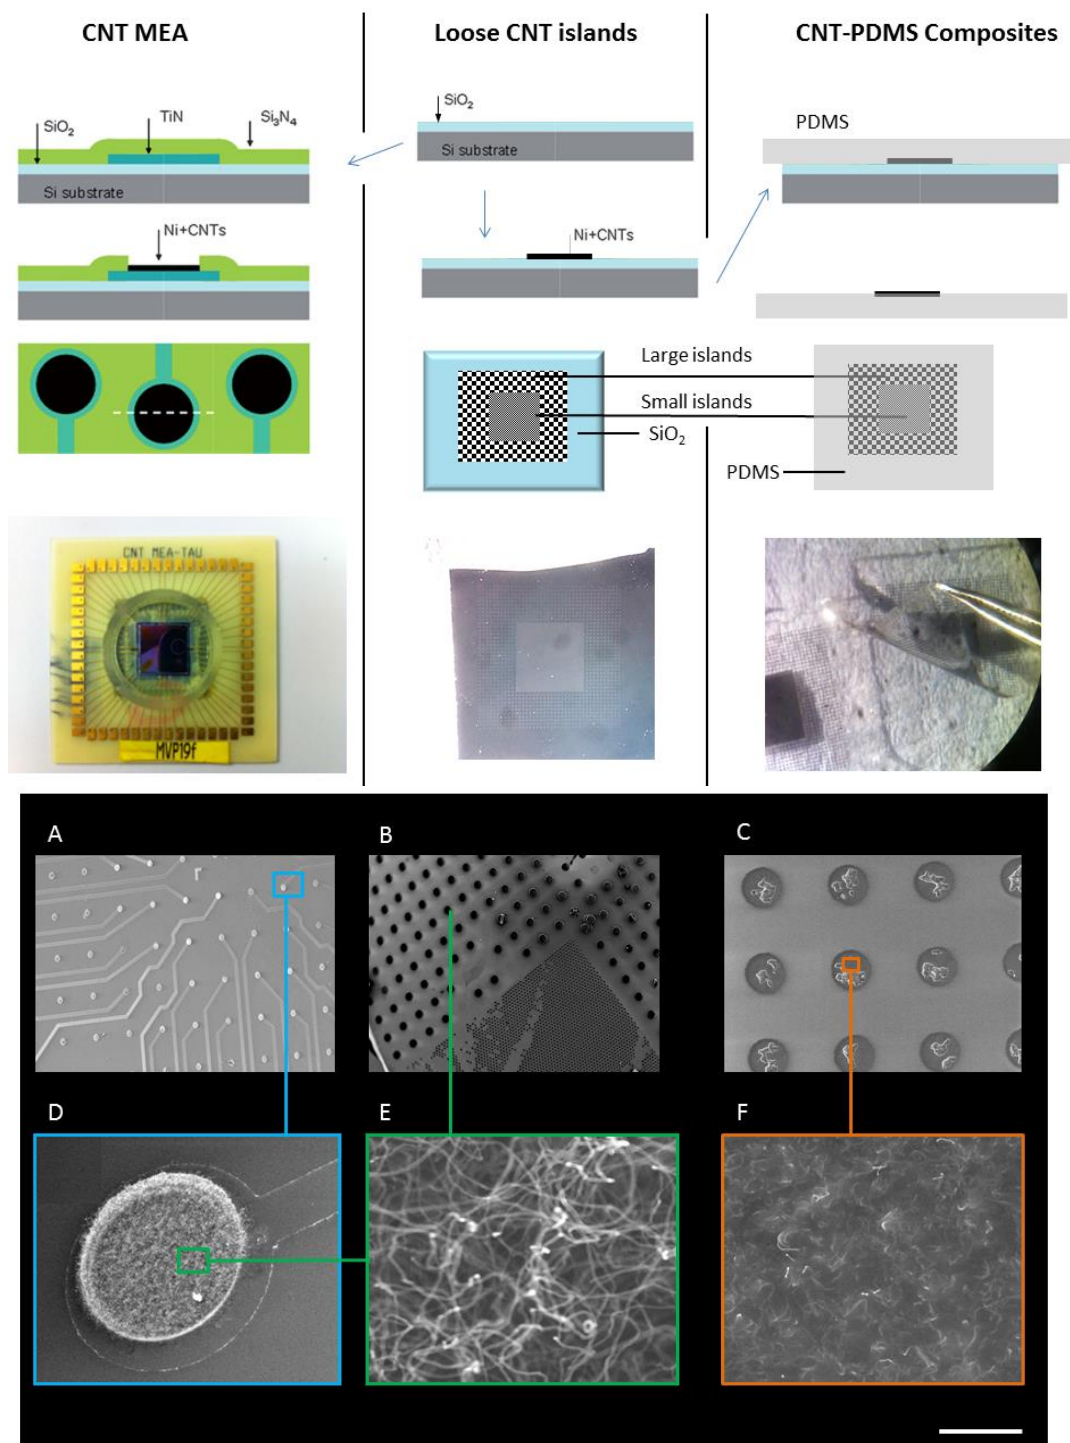 CNT MEA
Loose CNT islands
CNT-PDMS Composites
SiO₂
TiN
Si₃N₄
Si substrate
Ni+CNTs
SiO₂
Si substrate
Ni+CNTs
PDMS
Large islands
Small islands
SiO₂
PDMS
CNT MEA-TAU
MVP19f
A
B
C
D
E
F